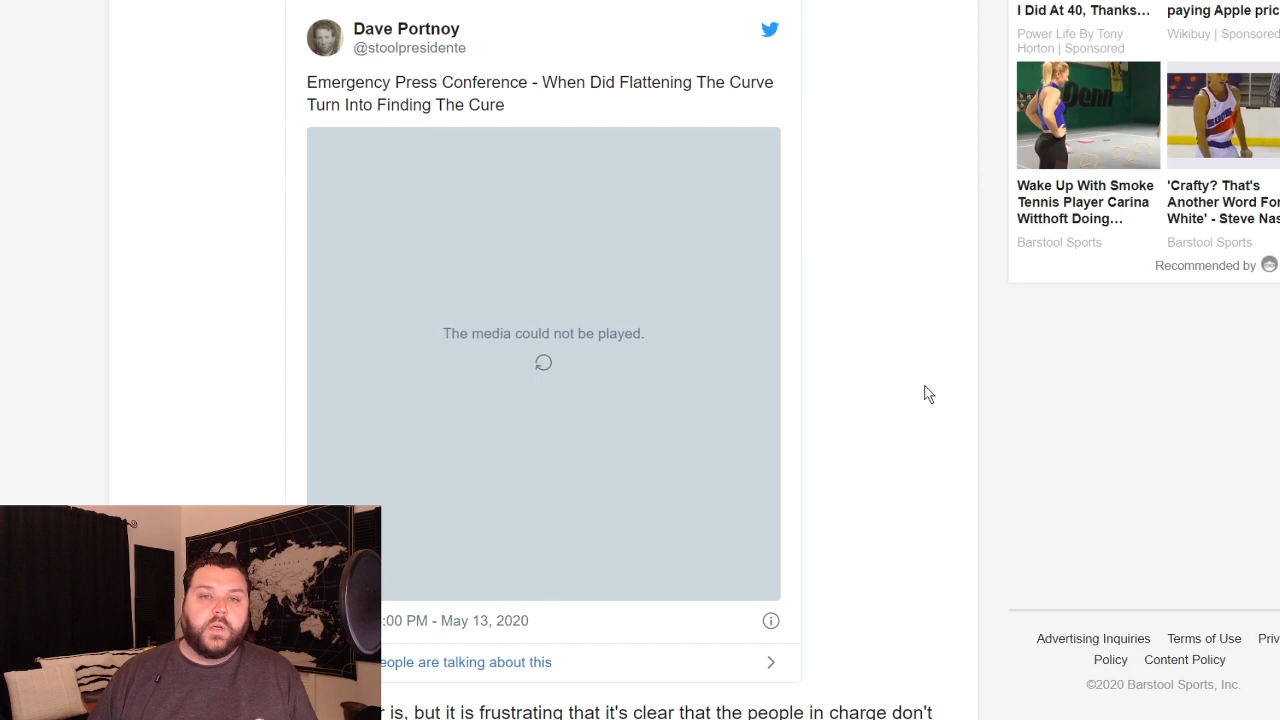 Dave Portnoy
@stoolpresidente
Emergency Press Conference - When Did Flattening The Curve
Turn Into Finding The Cure
The media could not be played.
:00 PM - May 13, 2020
people are talking about this
is, but it is frustrating that it's clear that the people in charge don't
I Did At 40, Thanks...
Power Life By Tony
Horton | Sponsored
paying Apple pric
Wikibuy | Sponsored
Wake Up With Smoke
Tennis Player Carina
Witthoft Doing...
Barstool Sports
'Crafty? That's
Another Word For
White' - Steve Nas
Barstool Sports
Recommended by
Advertising Inquiries Terms of Use Priv
Policy Content Policy
©2020 Barstool Sports, Inc.
Penn
SUNS